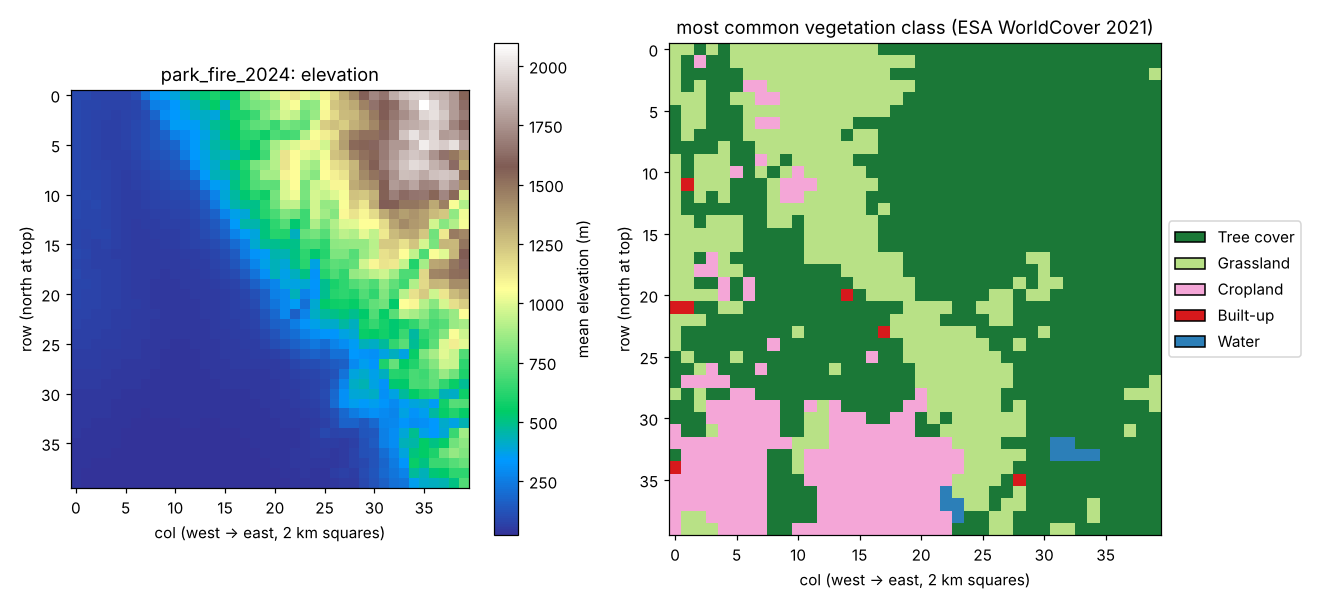 park_fire_2024: elevation
0
5
10
15
20
25
30
35
row (north at top)
0 5 10 15 20 25 30 35
col (west → east, 2 km squares)
2000
1750
1500
1250
1000
750
500
250
mean elevation (m)
most common vegetation class (ESA WorldCover 2021)
0
5
10
15
20
25
30
35
row (north at top)
0 5 10 15 20 25 30 35
col (west → east, 2 km squares)
Tree cover
Grassland
Cropland
Built-up
Water